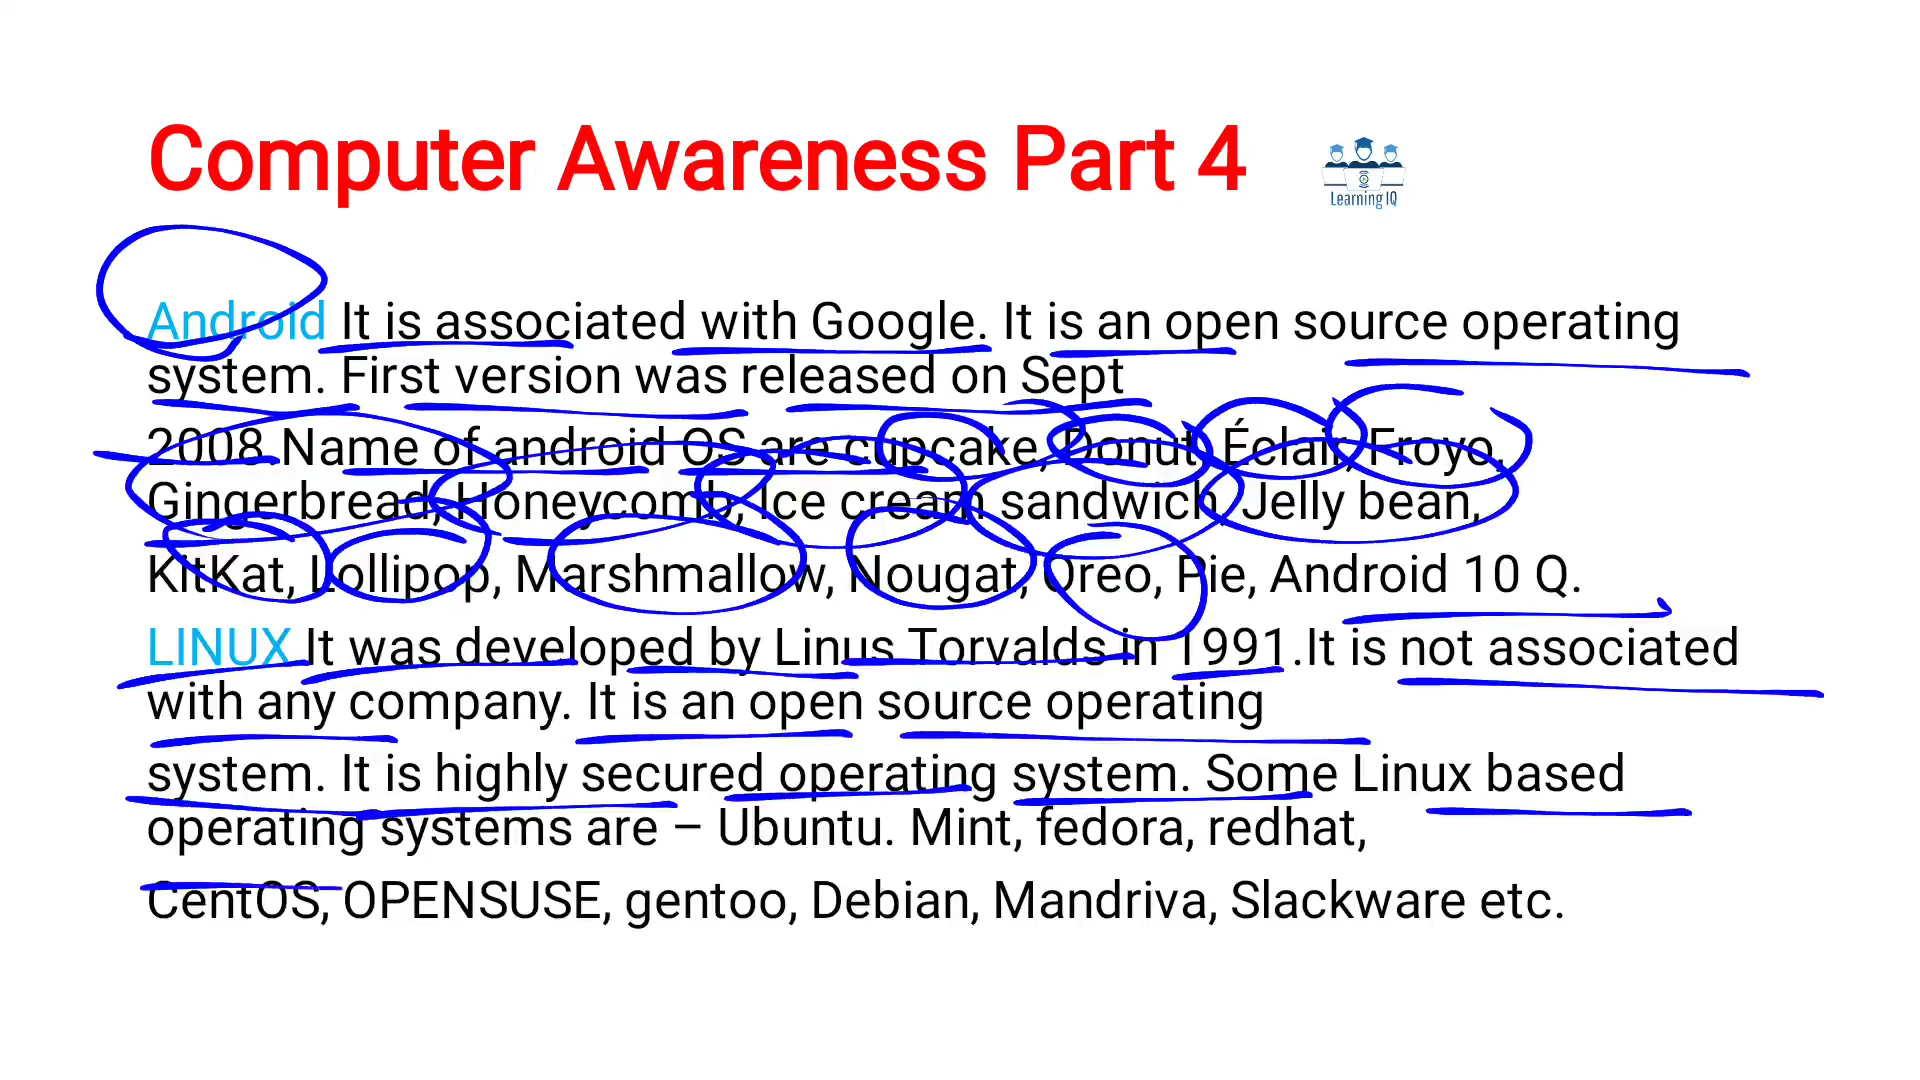 Computer Awareness Part 4
Learning IQ
Android It is associated with Google. It is an open source operating
system. First version was released on Sept
2008.Name of android OS are cupcake, Donut, Éclair, Froyo,
Gingerbread, Honeycomb, Ice cream sandwich, Jelly bean,
KitKat, Lollipop, Marshmallow, Nougat, Oreo, Pie, Android 10 Q.
LINUX It was developed by Linus Torvalds in 1991.It is not associated
with any company. It is an open source operating
system. It is highly secured operating system. Some Linux based
operating systems are – Ubuntu. Mint, fedora, redhat,
CentOS, OPENSUSE, gentoo, Debian, Mandriva, Slackware etc.